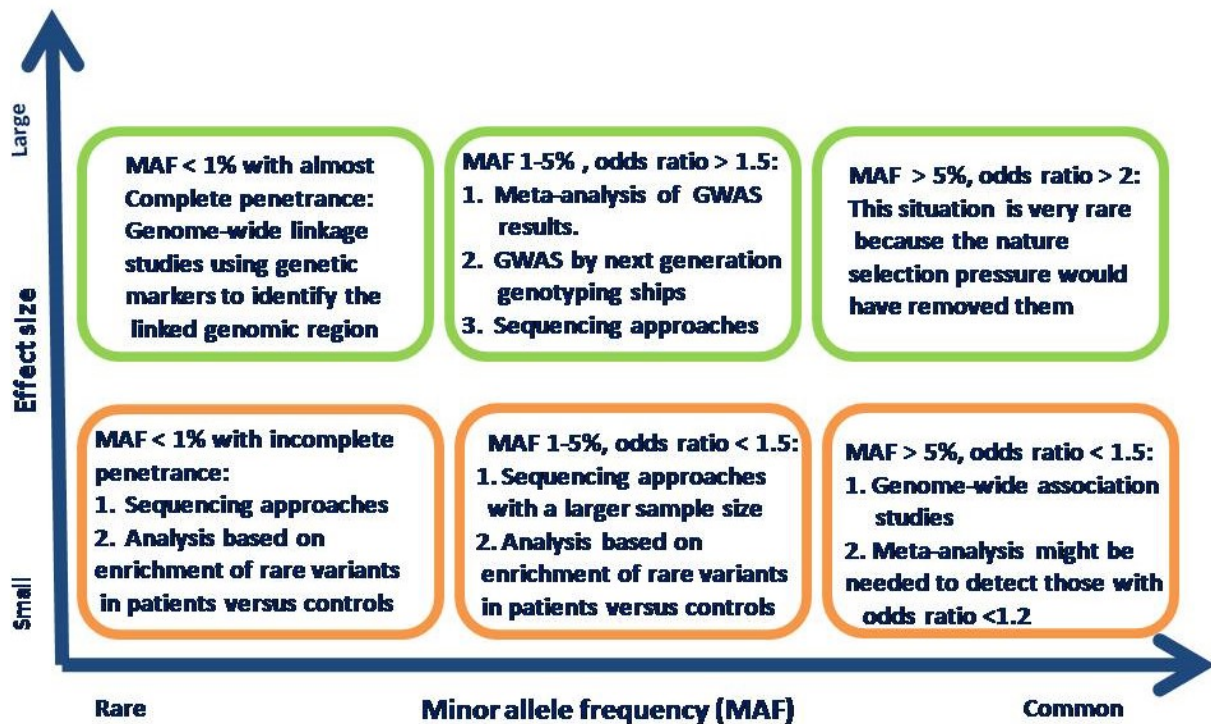 Large
Effect size
Small
MAF < 1% with almost
Complete penetrance:
Genome-wide linkage
studies using genetic
markers to identify the
linked genomic region
MAF 1-5% , odds ratio > 1.5:
1. Meta-analysis of GWAS
results.
2. GWAS by next generation
genotyping ships
3. Sequencing approaches
MAF > 5%, odds ratio > 2:
This situation is very rare
because the nature
selection pressure would
have removed them
MAF < 1% with incomplete
penetrance:
1. Sequencing approaches
2. Analysis based on
enrichment of rare variants
in patients versus controls
MAF 1-5%, odds ratio < 1.5:
1. Sequencing approaches
with a larger sample size
2. Analysis based on
enrichment of rare variants
in patients versus controls
MAF > 5%, odds ratio < 1.5:
1. Genome-wide association
studies
2. Meta-analysis might be
needed to detect those with
odds ratio <1.2
Rare
Minor allele frequency (MAF)
Common